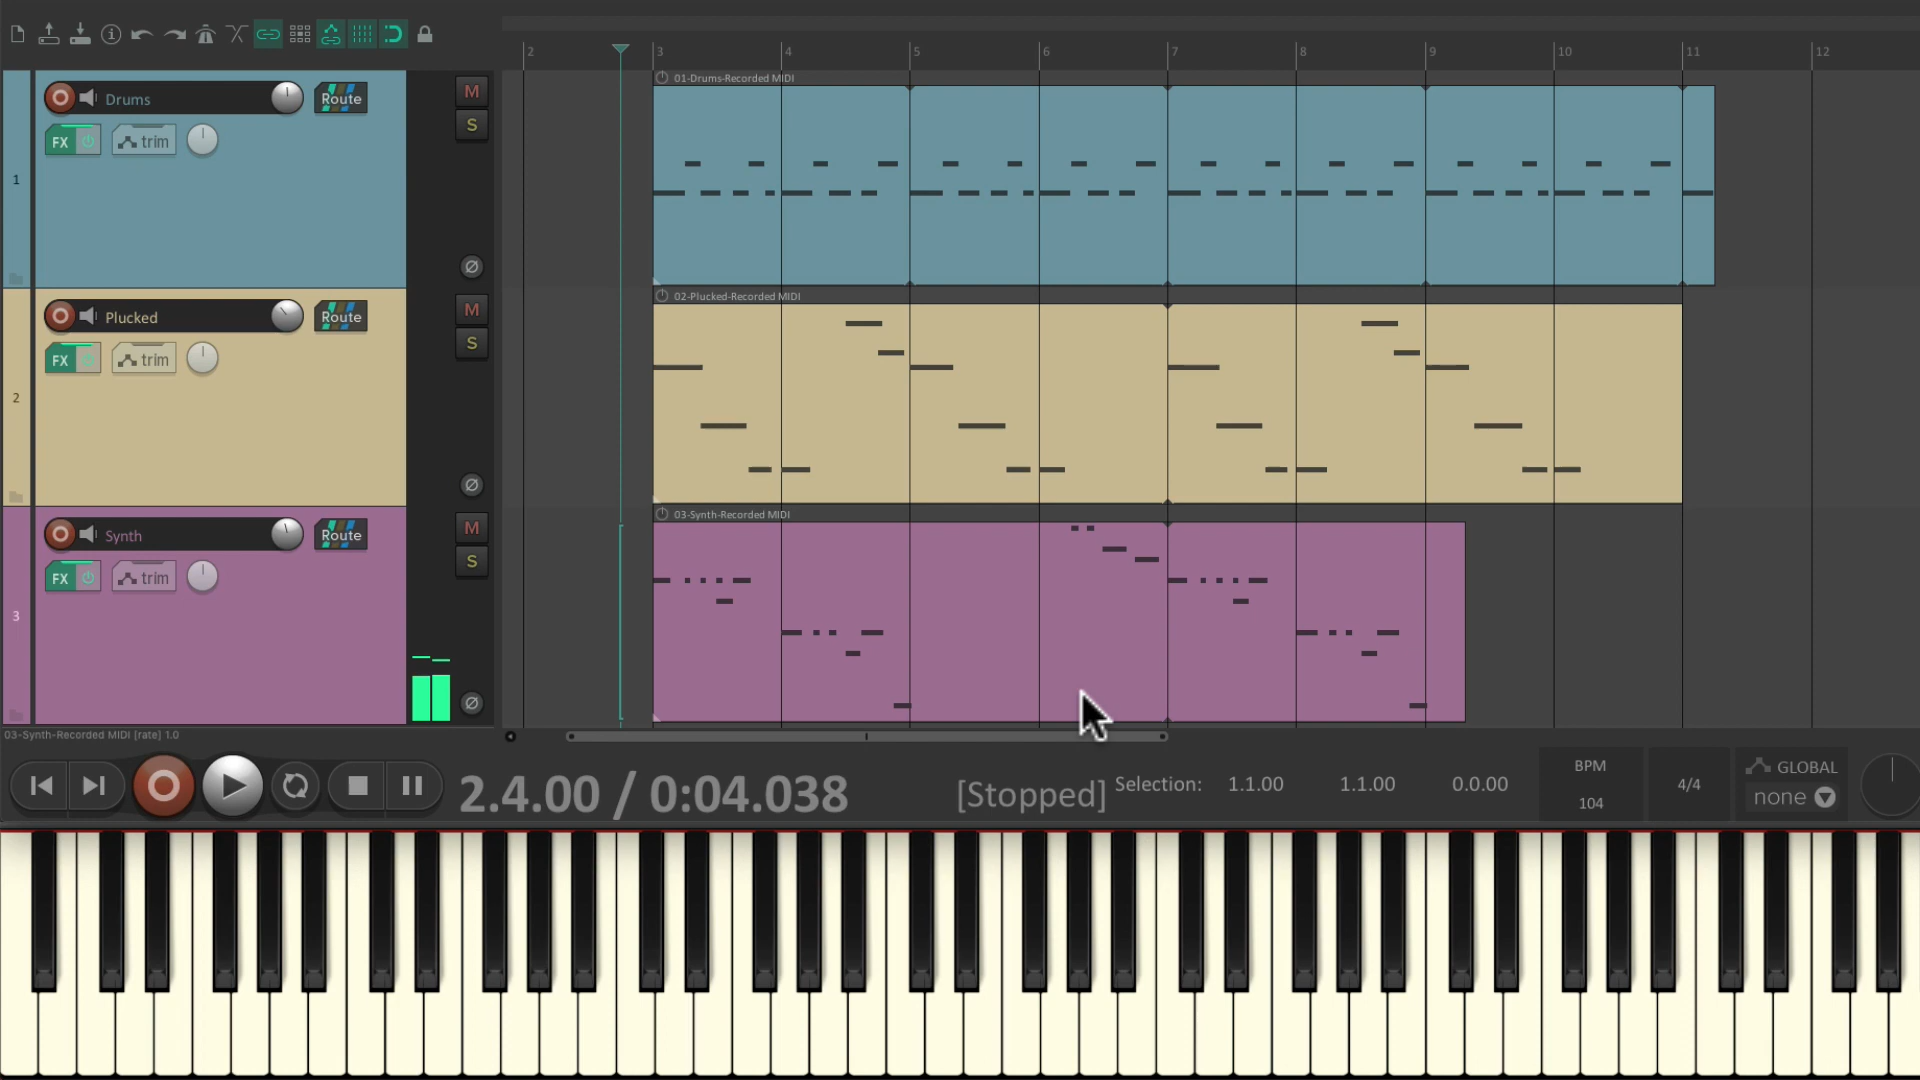 2 3 4 5 6 7 8 9 10 11 12
01-Drums-Recorded MIDI
Drums Route M
FX trim S
1
Ø
02-Plucked-Recorded MIDI
Plucked Route M
FX trim S
2
Ø
03-Synth-Recorded MIDI
Synth Route M
FX trim S
3
Ø
03-Synth-Recorded MIDI [rate] 1.0
2.4.00 / 0:04.038 [Stopped] Selection: 1.1.00 1.1.00 0.0.00
BPM
104
4/4
GLOBAL
none